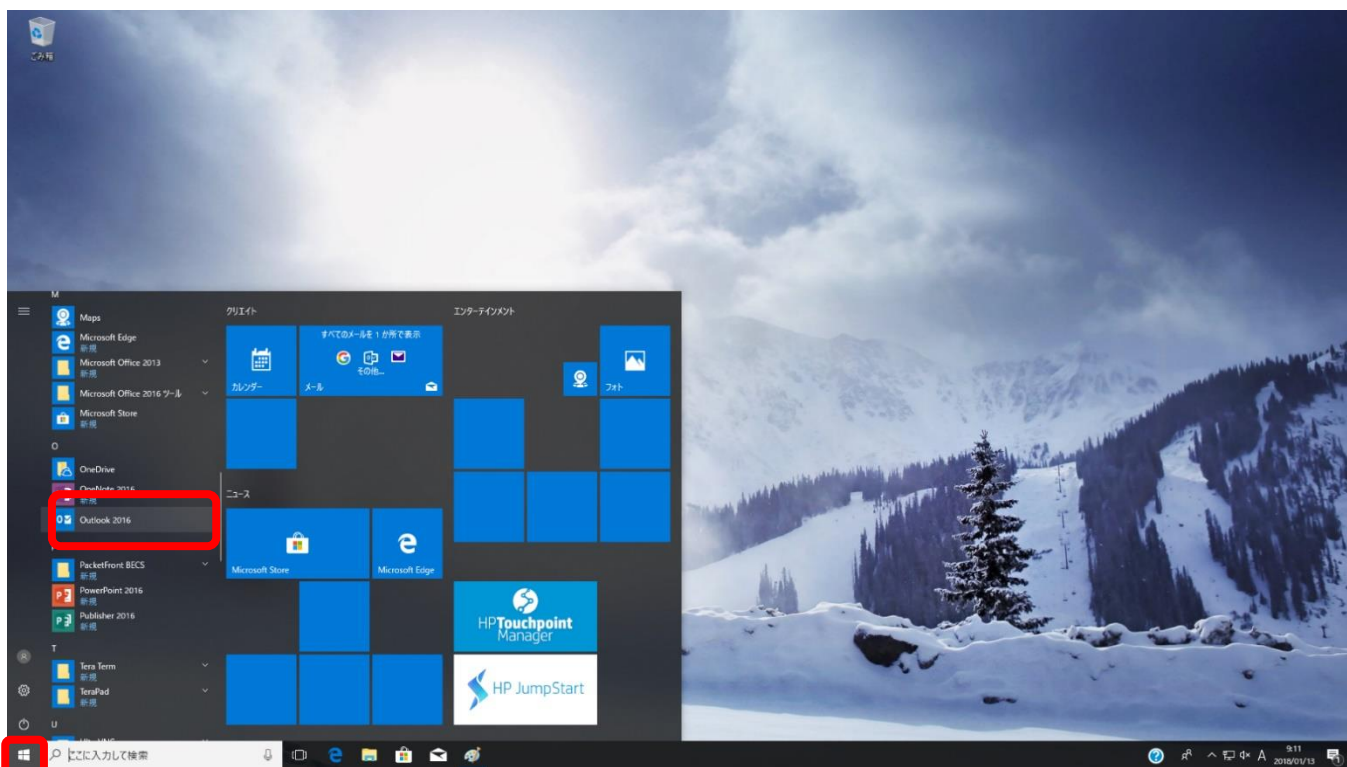 ごみ箱
M
Maps
Microsoft Edge
新規
Microsoft Office 2013
新規
Microsoft Office 2016 ツール
Microsoft Store
新規
O
OneDrive
OneNote 2016
新規
Outlook 2016
PacketFront BECS
新規
PowerPoint 2016
新規
Publisher 2016
新規
T
Tera Term
新規
TeraPad
新規
U
クリエイト
カレンダー
すべてのメールを 1 か所で表示
その他...
メール
ニュース
Microsoft Store
Microsoft Edge
エンターテインメント
フォト
HP Touchpoint
Manager
HP JumpStart
ここに入力して検索
A
9:11
2018/01/13